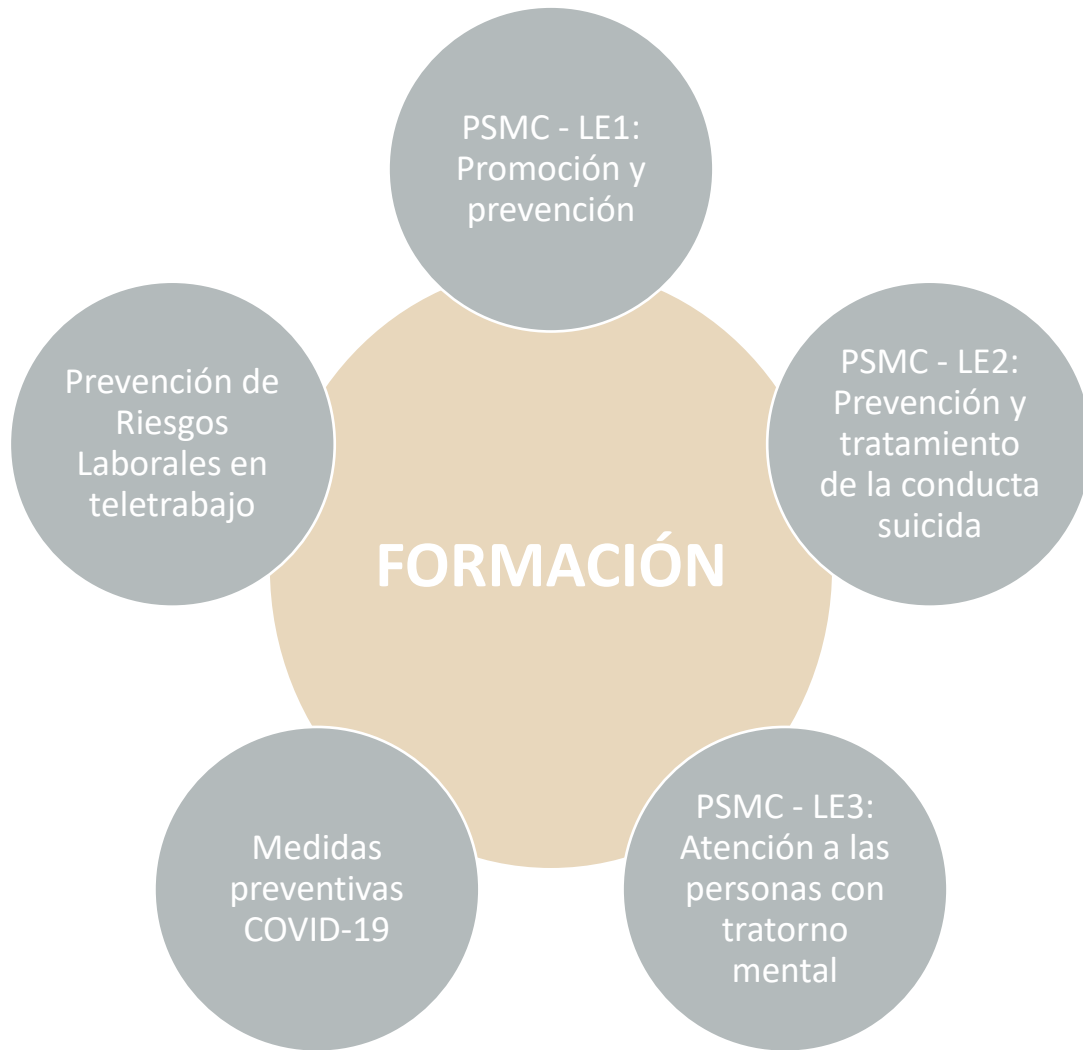 PSMC - LE1:
Promoción y
prevención
PSMC - LE2:
Prevención y
tratamiento
de la conducta
suicida
PSMC - LE3:
Atención a las
personas con
tratorno
mental
Medidas
preventivas
COVID-19
Prevención de
Riesgos
Laborales en
teletrabajo
FORMACIÓN